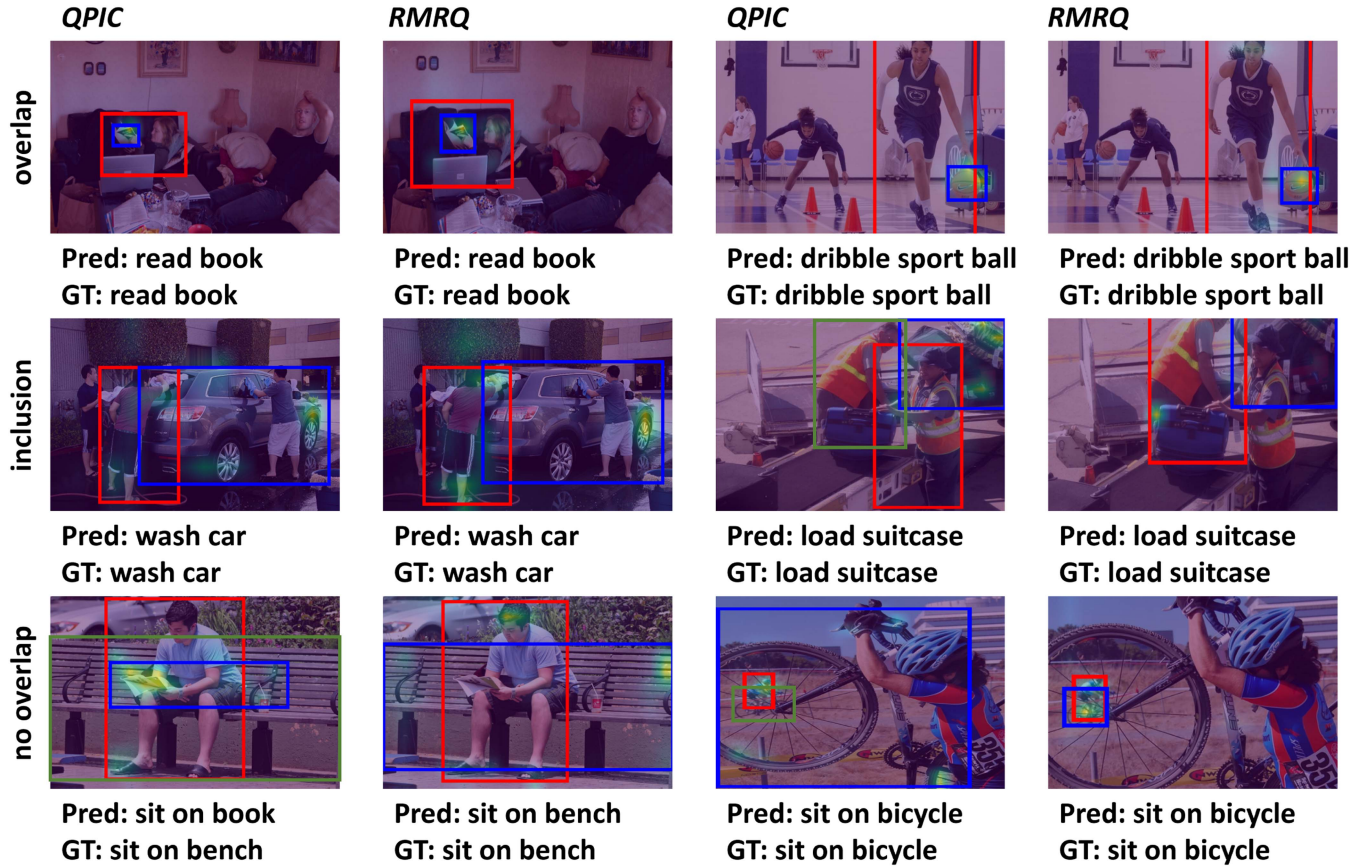 QPIC RMRQ QPIC RMRQ
overlap
Pred: read book Pred: read book Pred: dribble sport ball Pred: dribble sport ball
GT: read book GT: read book GT: dribble sport ball GT: dribble sport ball
inclusion
Pred: wash car Pred: wash car Pred: load suitcase Pred: load suitcase
GT: wash car GT: wash car GT: load suitcase GT: load suitcase
no overlap
355
Pred: sit on book Pred: sit on bench Pred: sit on bicycle Pred: sit on bicycle
GT: sit on bench GT: sit on bench GT: sit on bicycle GT: sit on bicycle